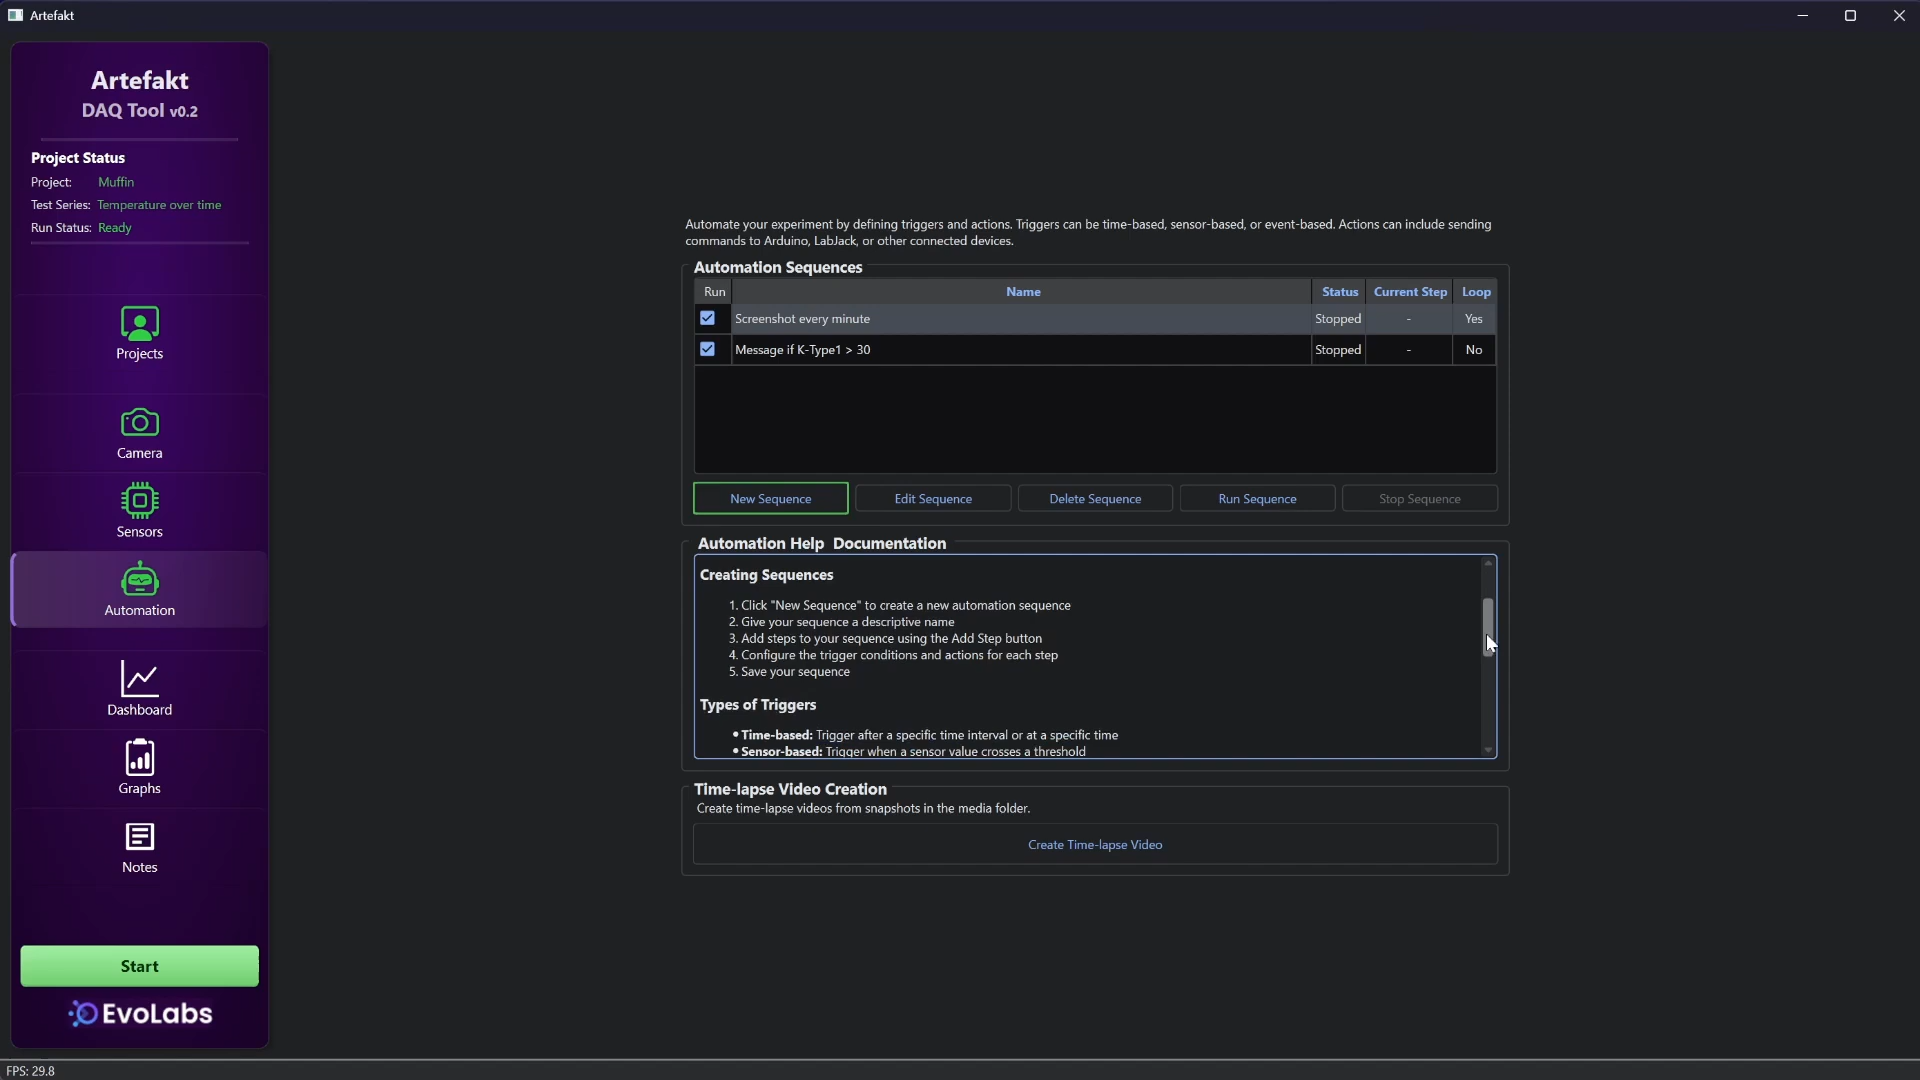 Artefakt
Artefakt
DAQ Tool v0.2
Project Status
Project: Muffin
Test Series: Temperature over time
Run Status: Ready
Projects
Camera
Sensors
Automation
Dashboard
Graphs
Notes
Start
EvoLabs
FPS: 29.8
Automate your experiment by defining triggers and actions. Triggers can be time-based, sensor-based, or event-based. Actions can include sending
commands to Arduino, LabJack, or other connected devices.
Automation Sequences
Run Name Status Current Step Loop
Screenshot every minute Stopped - Yes
Message if K-Type1 > 30 Stopped - No
New Sequence Edit Sequence Delete Sequence Run Sequence Stop Sequence
Automation Help Documentation
Creating Sequences
1. Click "New Sequence" to create a new automation sequence
2. Give your sequence a descriptive name
3. Add steps to your sequence using the Add Step button
4. Configure the trigger conditions and actions for each step
5. Save your sequence
Types of Triggers
• Time-based: Trigger after a specific time interval or at a specific time
• Sensor-based: Trigger when a sensor value crosses a threshold
Time-lapse Video Creation
Create time-lapse videos from snapshots in the media folder.
Create Time-lapse Video